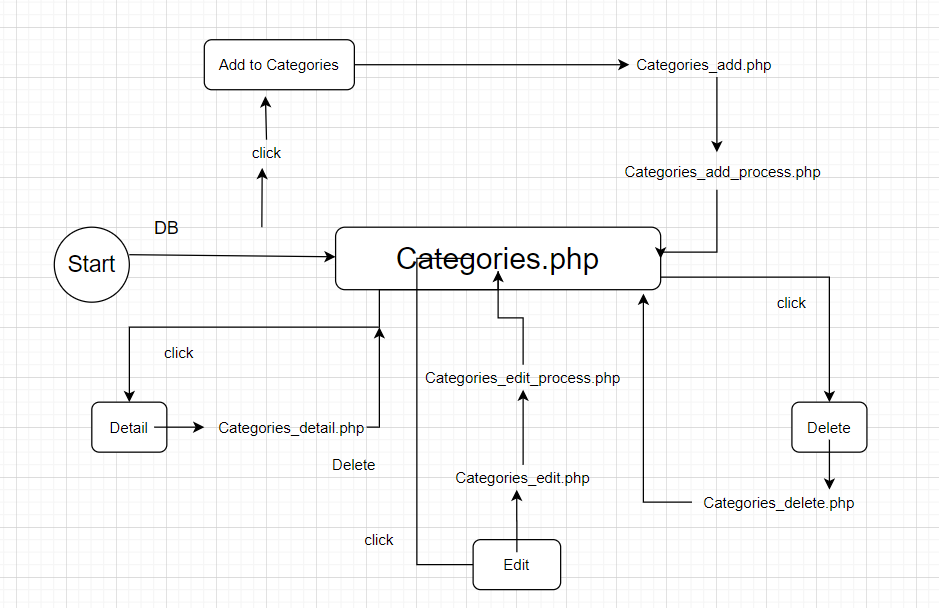 Add to Categories
Categories_add.php
click
Categories_add_process.php
DB
Start
Categories.php
click
click
Categories_edit_process.php
Detail
Categories_detail.php
Delete
Delete
Categories_edit.php
Categories_delete.php
click
Edit